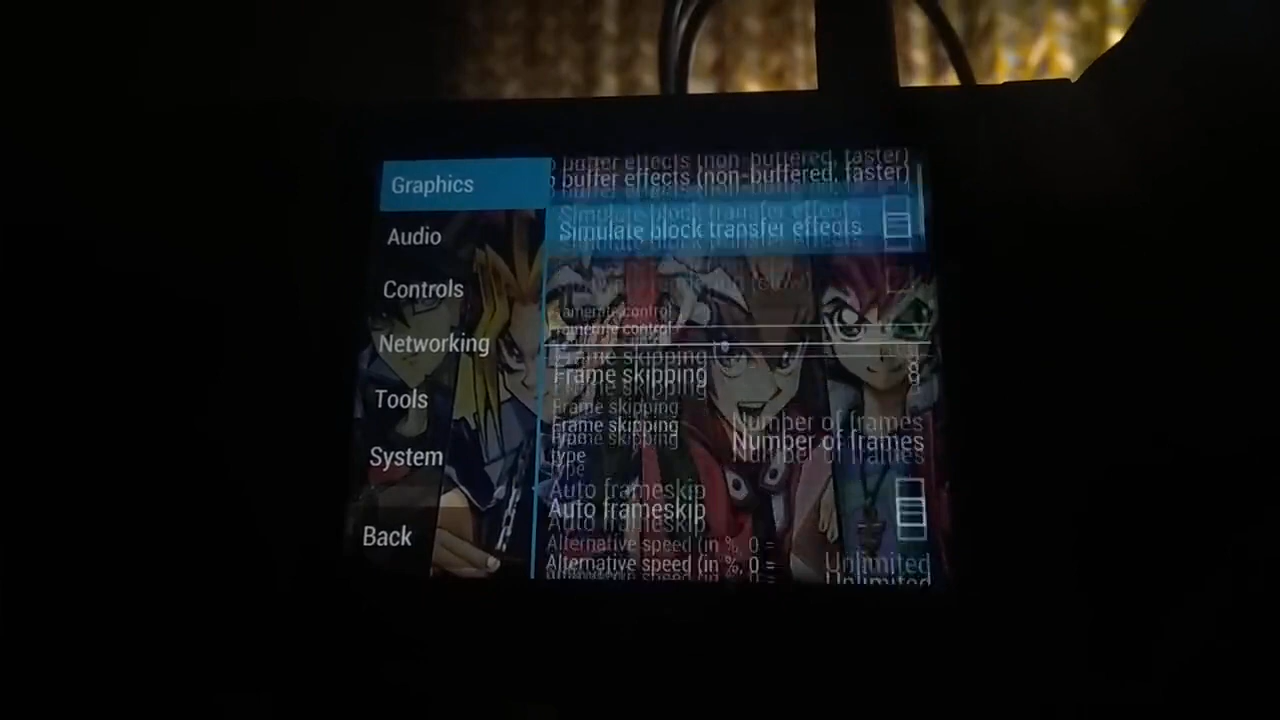 Graphics
Audio
Controls
Networking
Tools
System
Back
buffer effects (non-buffered, faster)
Simulate block transfer effects
Framerate control
Frame skipping
Frame skipping
type
Number of frames
Auto frameskip
Alternative speed (in %, 0 =
Unlimited